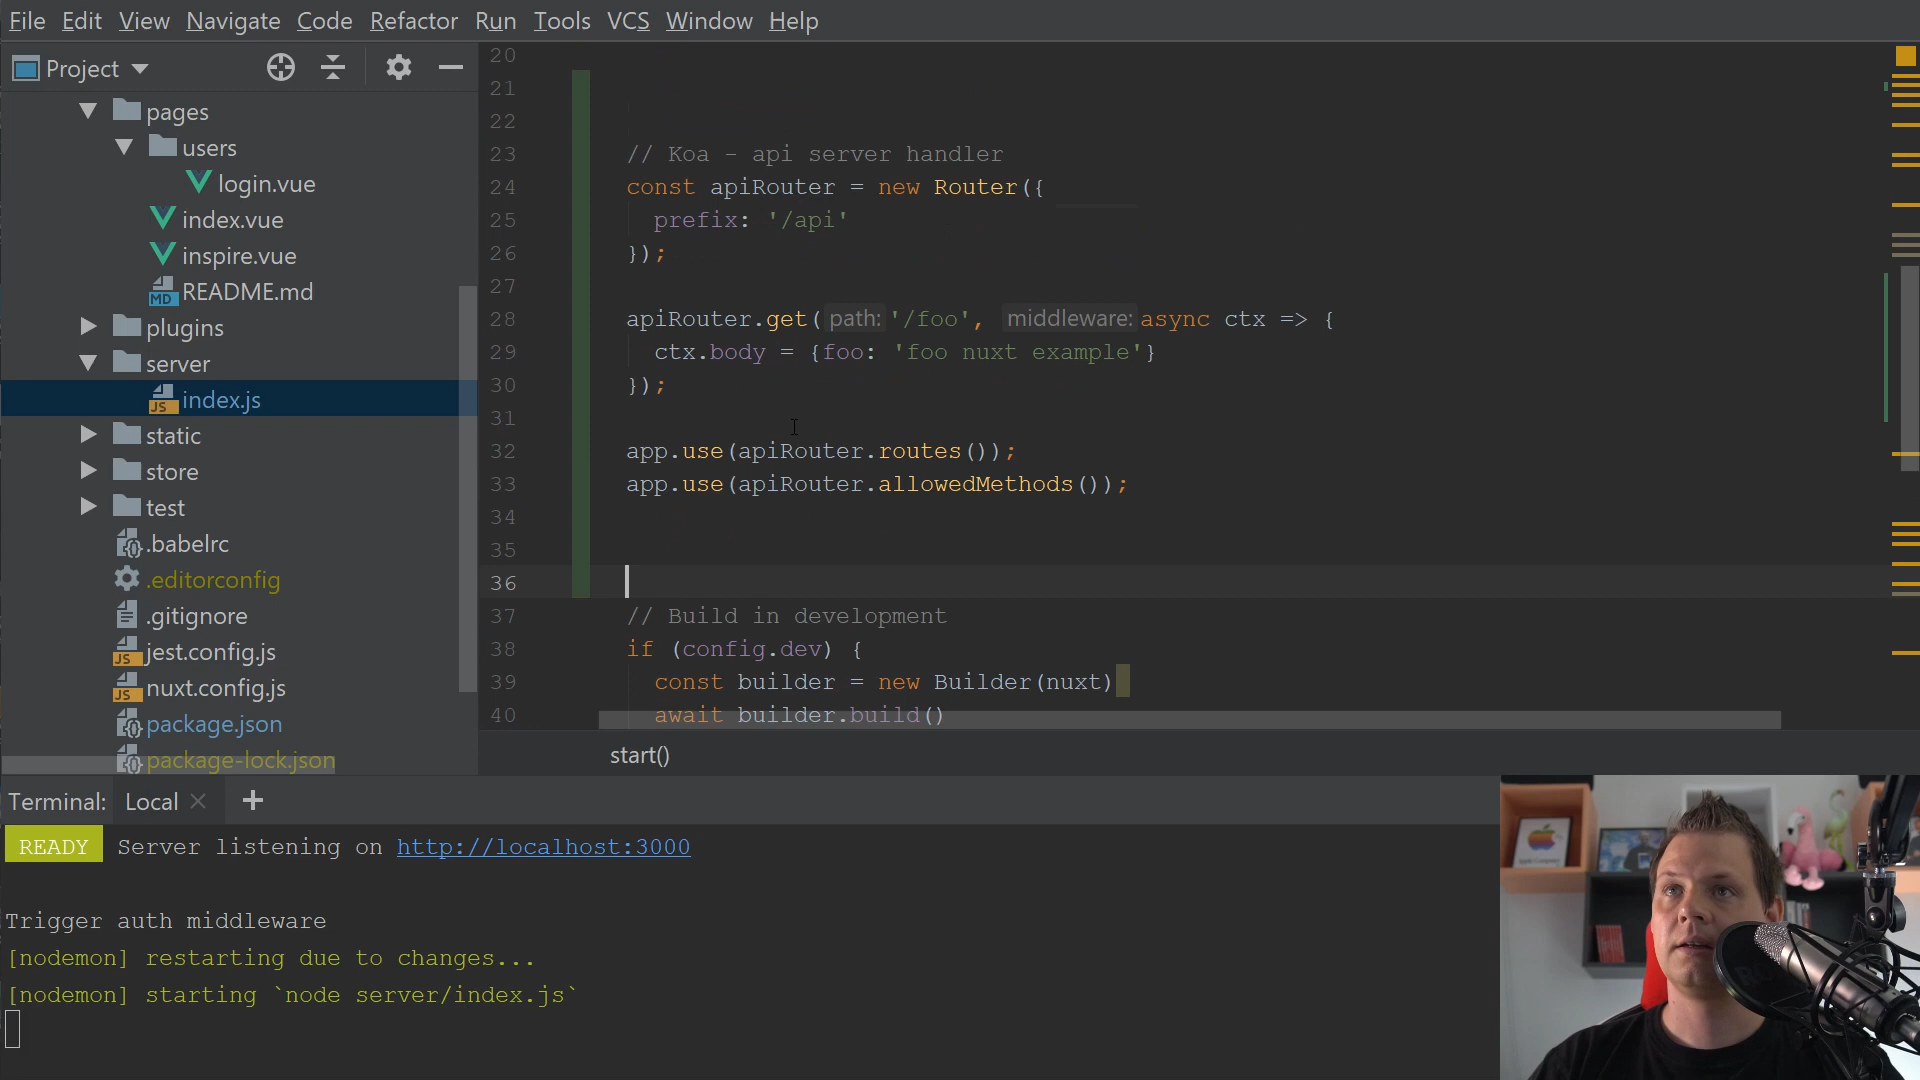 File Edit View Navigate Code Refactor Run Tools VCS Window Help
Project
pages
users
login.vue
index.vue
inspire.vue
MD README.md
plugins
server
JS index.js
static
store
test
.babelrc
.editorconfig
.gitignore
JS jest.config.js
JS nuxt.config.js
package.json
package-lock.json
20
21
22
23 // Koa - api server handler
24 const apiRouter = new Router({
25 prefix: '/api'
26 });
27
28 apiRouter.get( path: '/foo', middleware: async ctx => {
29 ctx.body = {foo: 'foo nuxt example'}
30 });
31
32 app.use(apiRouter.routes());
33 app.use(apiRouter.allowedMethods());
34
35
36
37 // Build in development
38 if (config.dev) {
39 const builder = new Builder(nuxt)
40 await builder.build()
start()
Terminal: Local
READY Server listening on http://localhost:3000
Trigger auth middleware
[nodemon] restarting due to changes...
[nodemon] starting `node server/index.js`